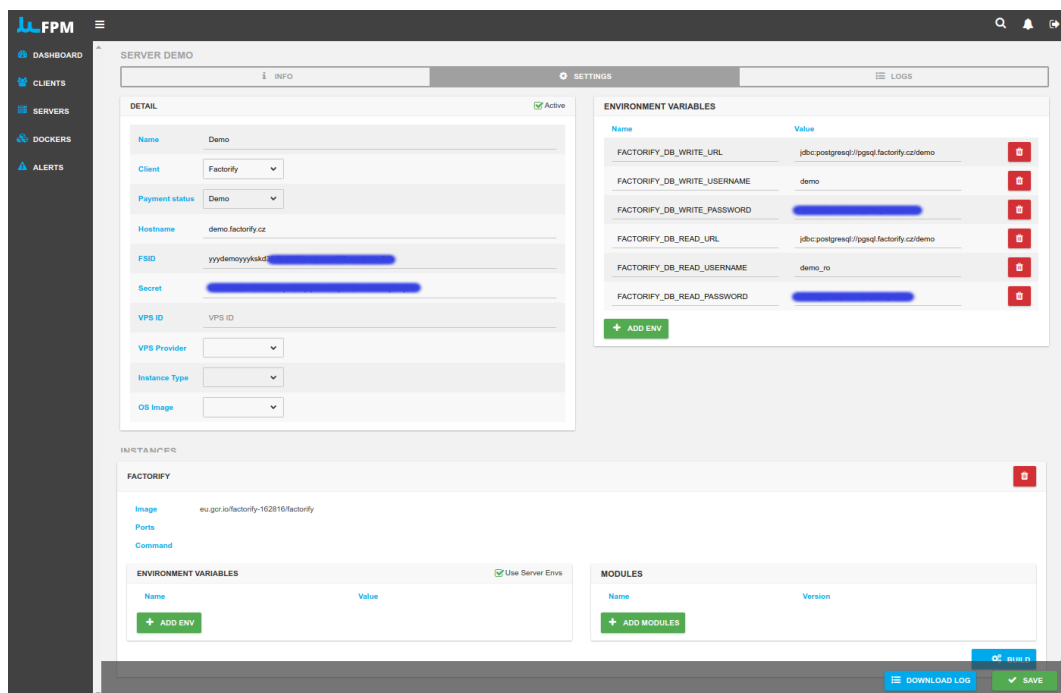 FPM
DASHBOARD
CLIENTS
SERVERS
DOCKERS
ALERTS
SERVER DEMO
INFO
SETTINGS
LOGS
DETAIL
Active
Name Demo
Client Factorify
Payment status Demo
Hostname demo.factorify.cz
FSID
Secret
VPS ID VPS ID
VPS Provider
Instance Type
OS Image
ENVIRONMENT VARIABLES
Name Value
FACTORIFY_DB_WRITE_URL jdbc:postgresql://pgsql.factorify.cz/demo
FACTORIFY_DB_WRITE_USERNAME demo
FACTORIFY_DB_WRITE_PASSWORD
FACTORIFY_DB_READ_URL jdbc:postgresql://pgsql.factorify.cz/demo
FACTORIFY_DB_READ_USERNAME demo_ro
FACTORIFY_DB_READ_PASSWORD
ADD ENV
INSTANCES
FACTORIFY
Image eu.gcr.io/factorify-162816/factorify
Ports
Command
ENVIRONMENT VARIABLES
Use Server Envs
Name Value
ADD ENV
MODULES
Name Version
ADD MODULES
BUILD
DOWNLOAD LOG
SAVE